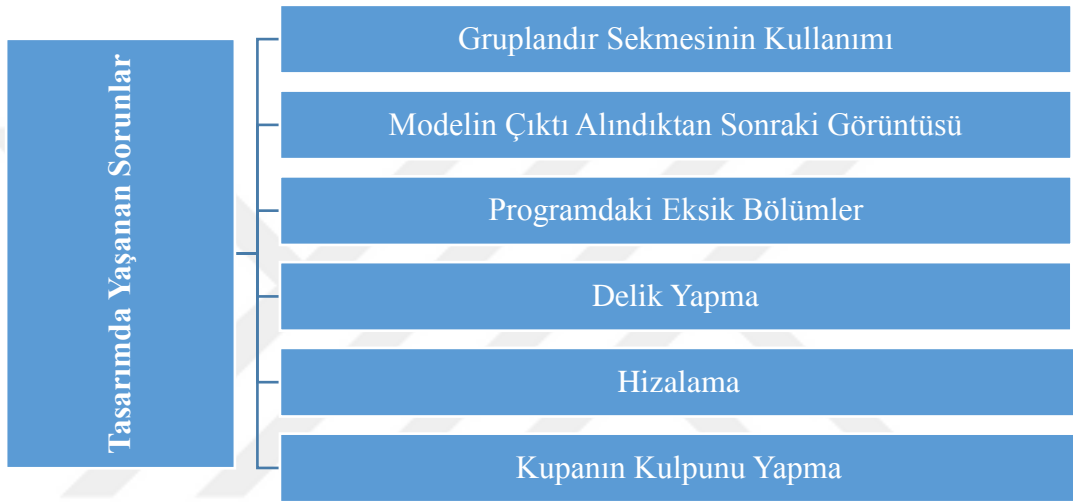 Tasarımda Yaşanan Sorunlar
Gruplandır Sekmesinin Kullanımı
Modelin Çıktı Alındıktan Sonraki Görüntüsü
Programdaki Eksik Bölümler
Delik Yapma
Hizalama
Kupanın Kulpunu Yapma